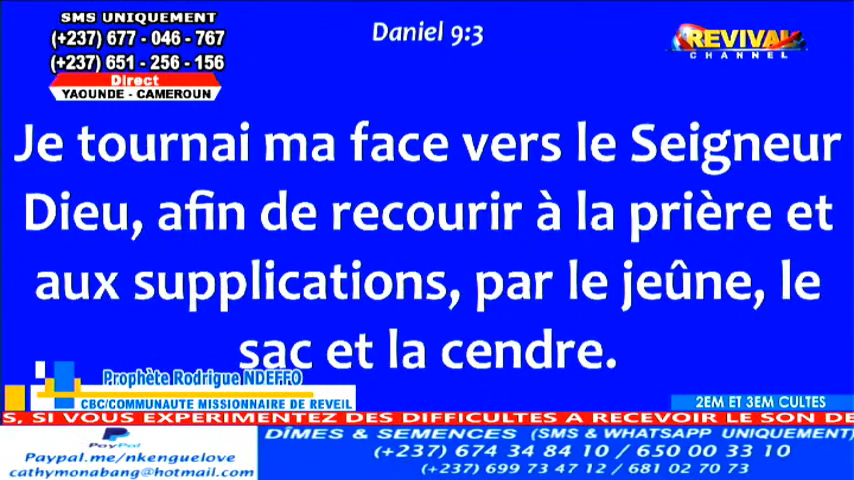 SMS UNIQUEMENT
(+237) 677 - 046 - 767
(+237) 651 - 256 - 156
Direct
YAOUNDE - CAMEROUN
Daniel 9:3
REVIVAL
CHANNEL
Je tournai ma face vers le Seigneur
Dieu, afin de recourir à la prière et
aux supplications, par le jeûne, le
sac et la cendre.
Prophète Rodrigue NDEFFO
CBC/COMMUNAUTE MISSIONNAIRE DE REVEIL
2EM ET 3EM CULTES
S, SI VOUS EXPERIMENTEZ DES DIFFICULTES A RECEVOIR LE SON DE
PayPal
Paypal.me/nkenguelove
cathymonabang@hotmail.com
DÎMES & SEMENCES (SMS & WHATSAPP UNIQUEMENT)
(+237) 674 34 84 10 / 650 00 33 10
(+237) 699 73 47 12 / 681 02 70 73